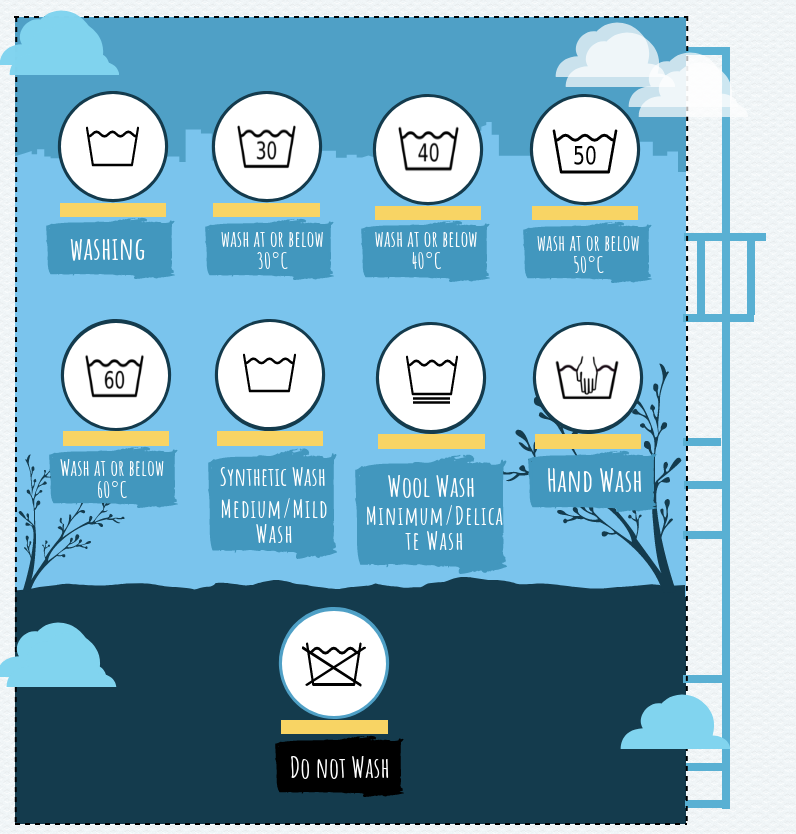 30
40
50
WASHING
WASH AT OR BELOW
30°C
WASH AT OR BELOW
40°C
WASH AT OR BELOW
50°C
60
WASH AT OR BELOW
60°C
SYNTHETIC WASH
MEDIUM/MILD
WASH
WOOL WASH
MINIMUM/DELICA
TE WASH
HAND WASH
DO NOT WASH